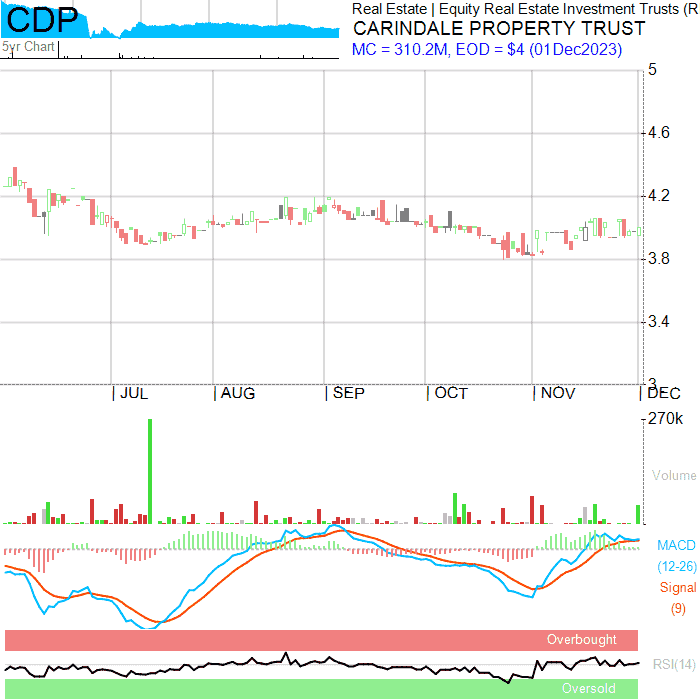 CDP
Real Estate | Equity Real Estate Investment Trusts (R
CARINDALE PROPERTY TRUST
5yr Chart
MC = 310.2M, EOD = $4 (01Dec2023)
5
4.6
4.2
3.8
3.4
3
| JUL | AUG | SEP | OCT | NOV | DEC
270k
Volume
MACD
(12-26)
Signal
(9)
Overbought
RSI(14)
Oversold